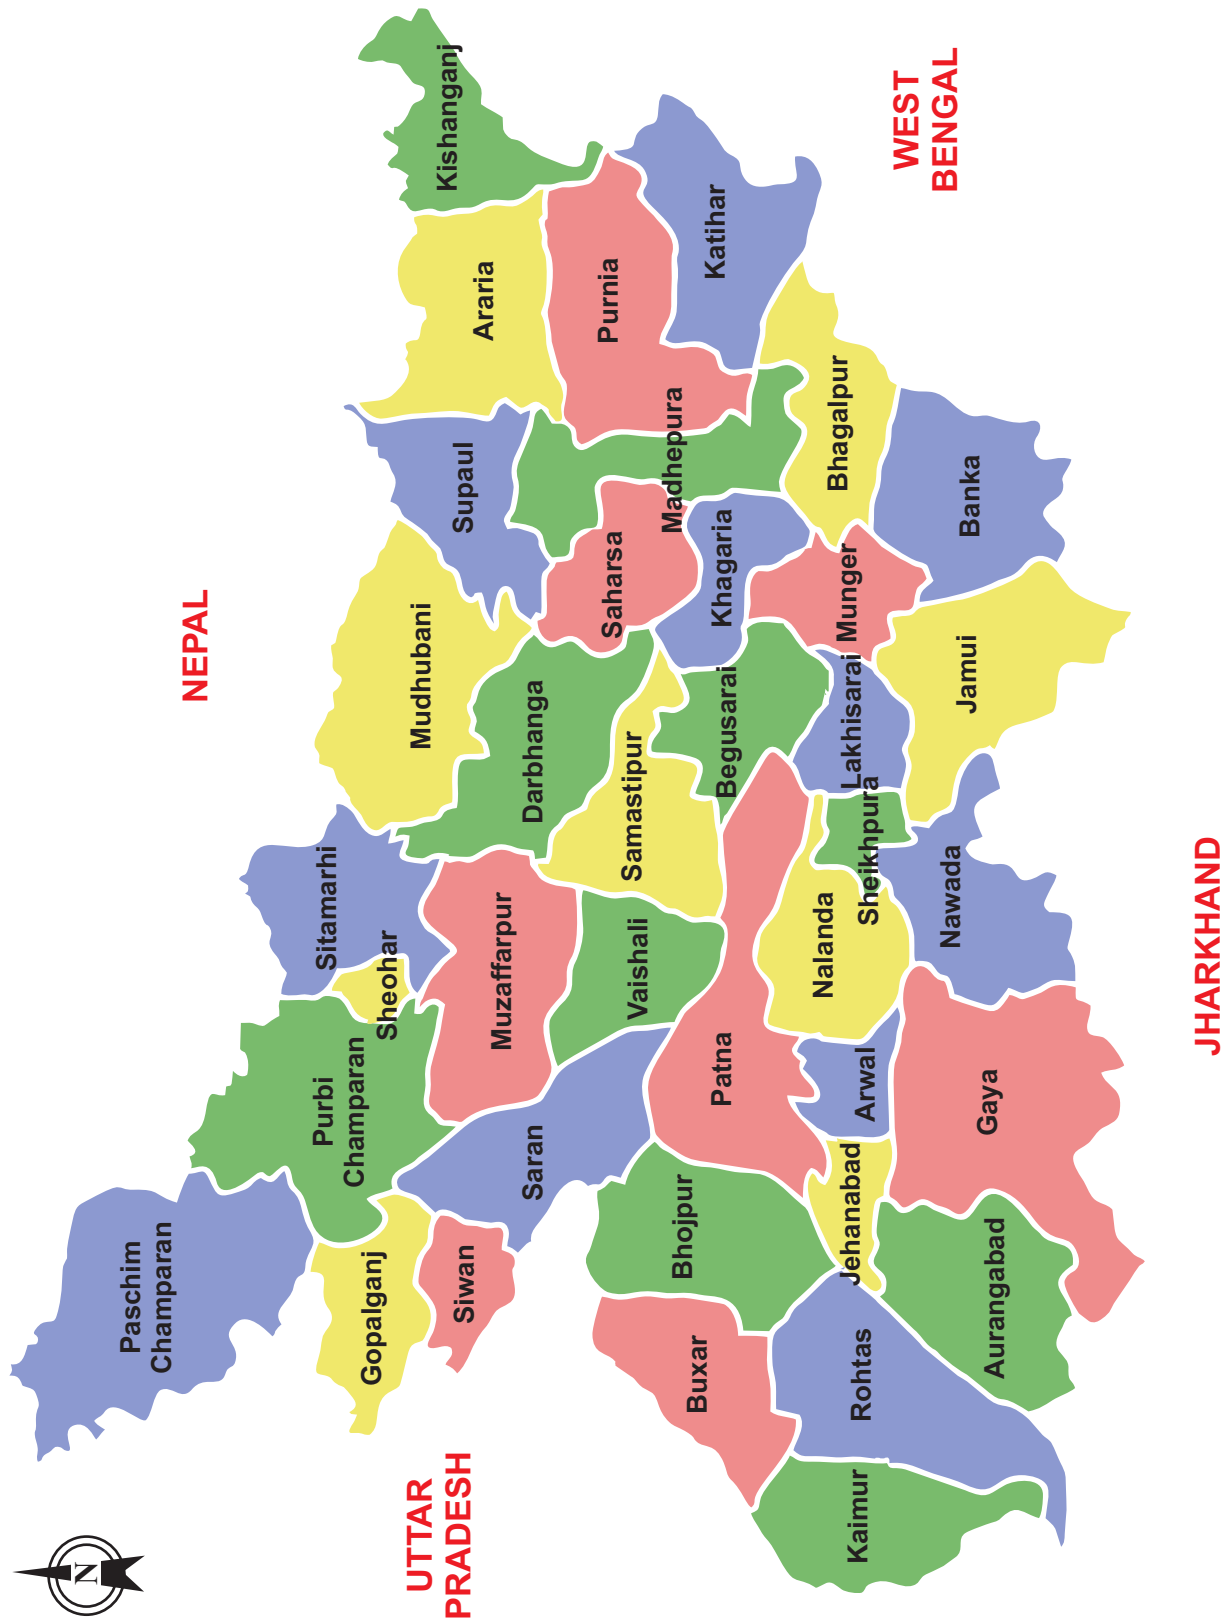 N
Paschim
Champaran
NEPAL
Purbi
Champaran
Sitamarhi
Sheohar
Gopalganj
UTTAR
PRADESH
Siwan
Muzaffarpur
Mudhubani
Supaul
Araria
Kishanganj
Saran
Darbhanga
Vaishali
Samastipur
Saharsa
Madhepura
Purnia
Katihar
Buxar
Bhojpur
Patna
Begusarai
Khagaria
Kaimur
Rohtas
Jehanabad
Arwal
Nalanda
Sheikhpura
Lakhisarai
Munger
Bhagalpur
WEST
BENGAL
Aurangabad
Gaya
Nawada
Jamui
Banka
JHARKHAND